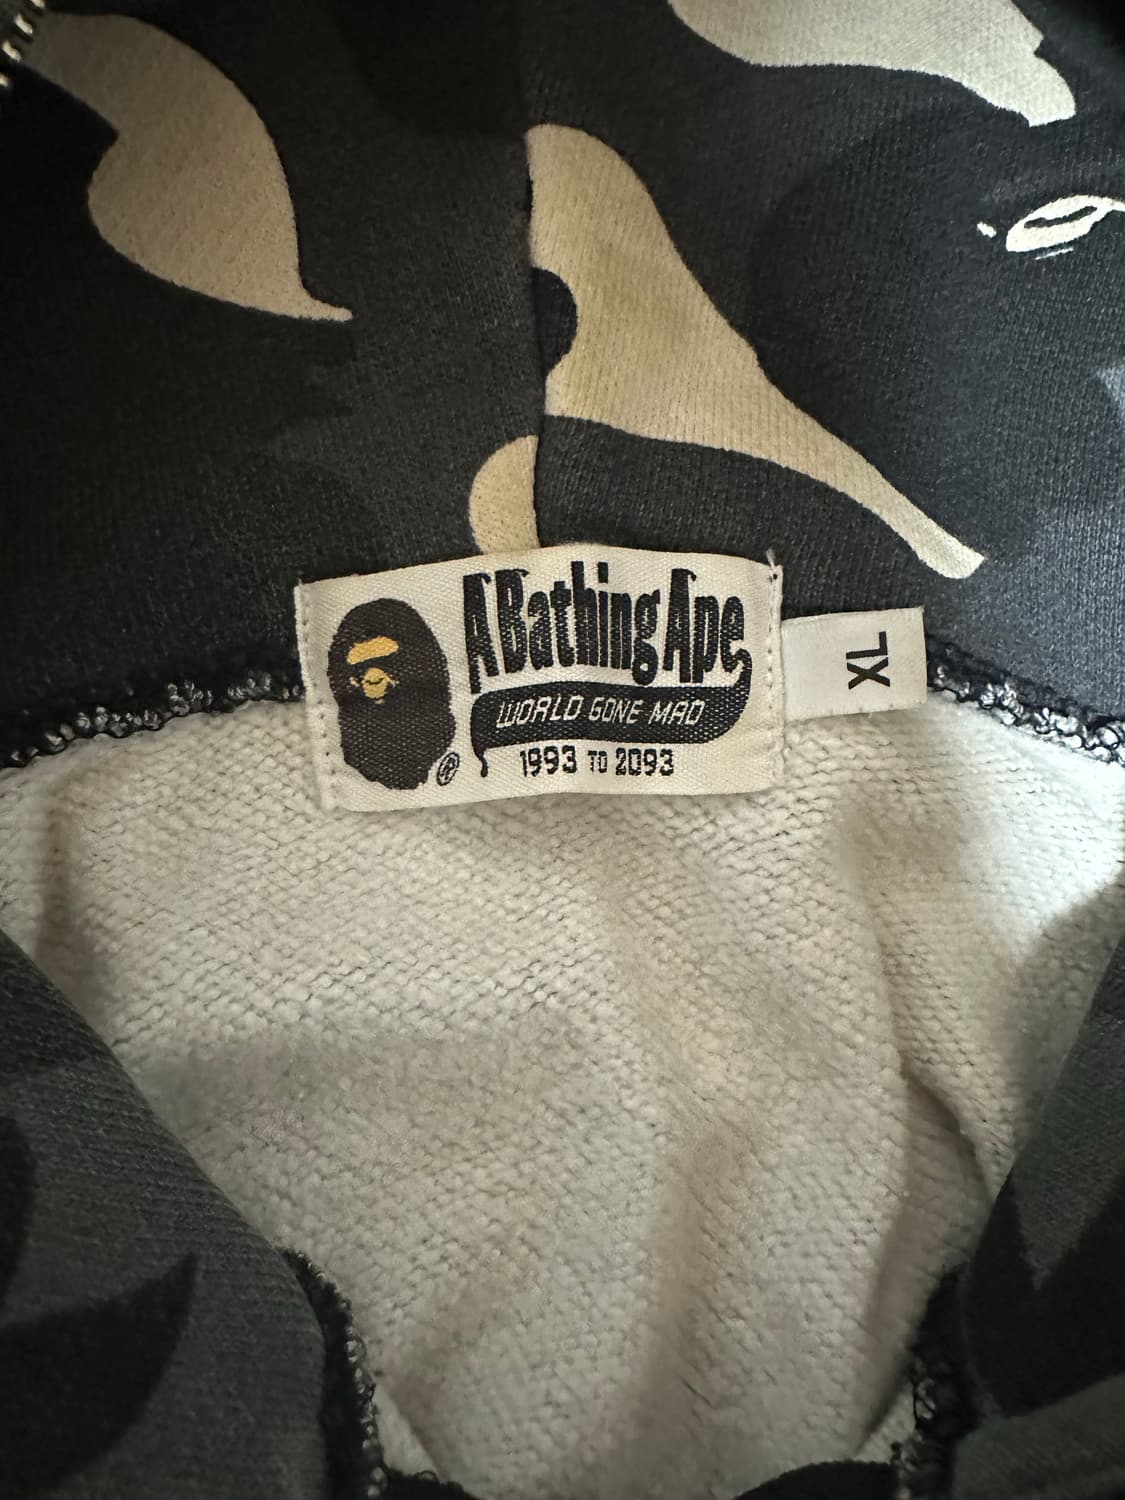 A Bathing Ape
WORLD GONE MAD
1993 TO 2093
®
XL